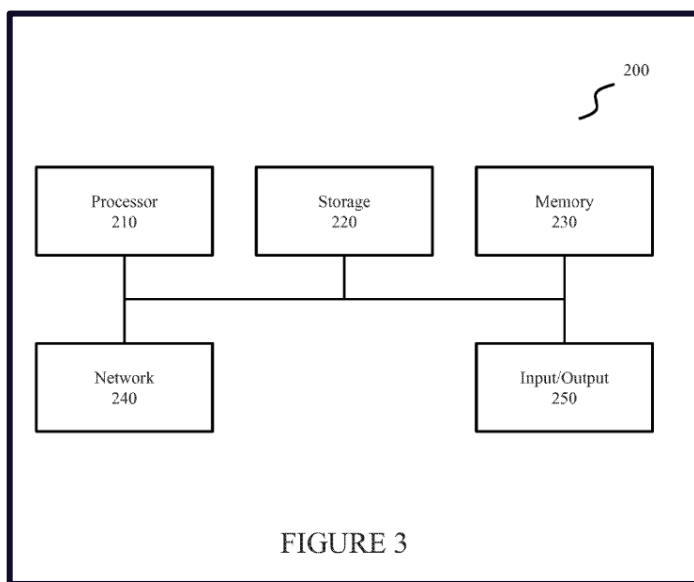 200
Processor
210
Storage
220
Memory
230
Network
240
Input/Output
250
FIGURE 3